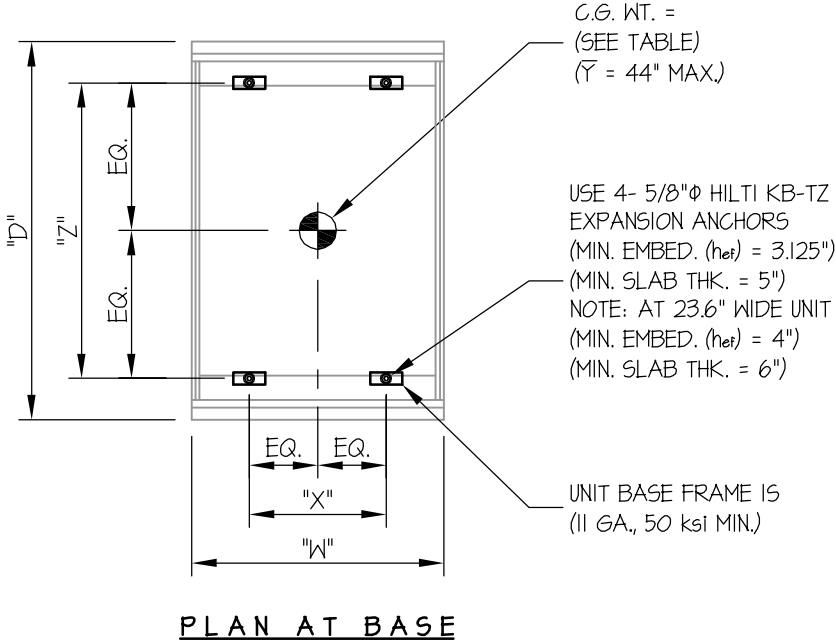 C.G. WT. =
(SEE TABLE)
(Y̅ = 44" MAX.)
"D"
"Z"
EQ.
EQ.
USE 4- 5/8"Φ HILTI KB-TZ
EXPANSION ANCHORS
(MIN. EMBED. (hef) = 3.125")
(MIN. SLAB THK. = 5")
NOTE: AT 23.6" WIDE UNIT
(MIN. EMBED. (hef) = 4")
(MIN. SLAB THK. = 6")
EQ. EQ.
"X"
"W"
UNIT BASE FRAME IS
(11 GA., 50 ksi MIN.)
PLAN AT BASE